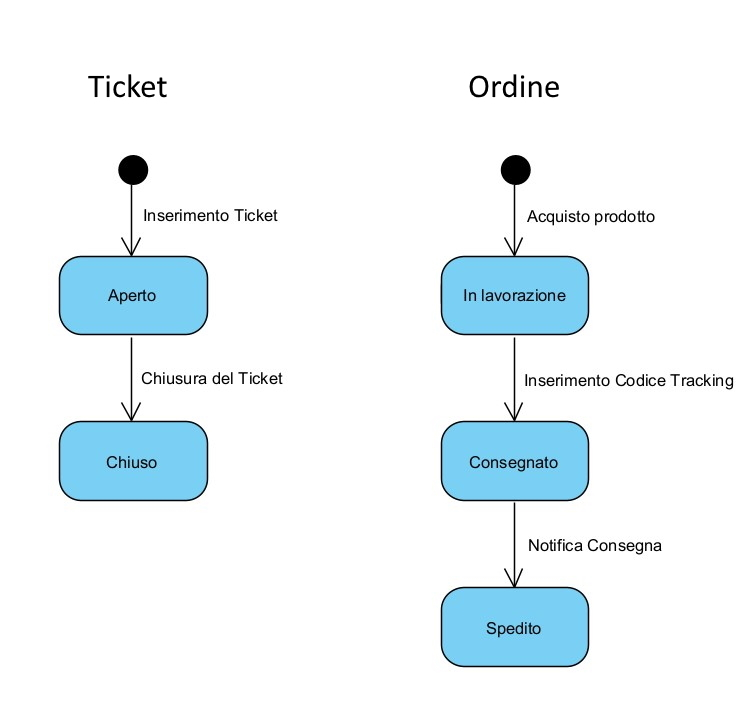 Ticket
Inserimento Ticket
Aperto
Chiusura del Ticket
Chiuso
Ordine
Acquisto prodotto
In lavorazione
Inserimento Codice Tracking
Consegnato
Notifica Consegna
Spedito